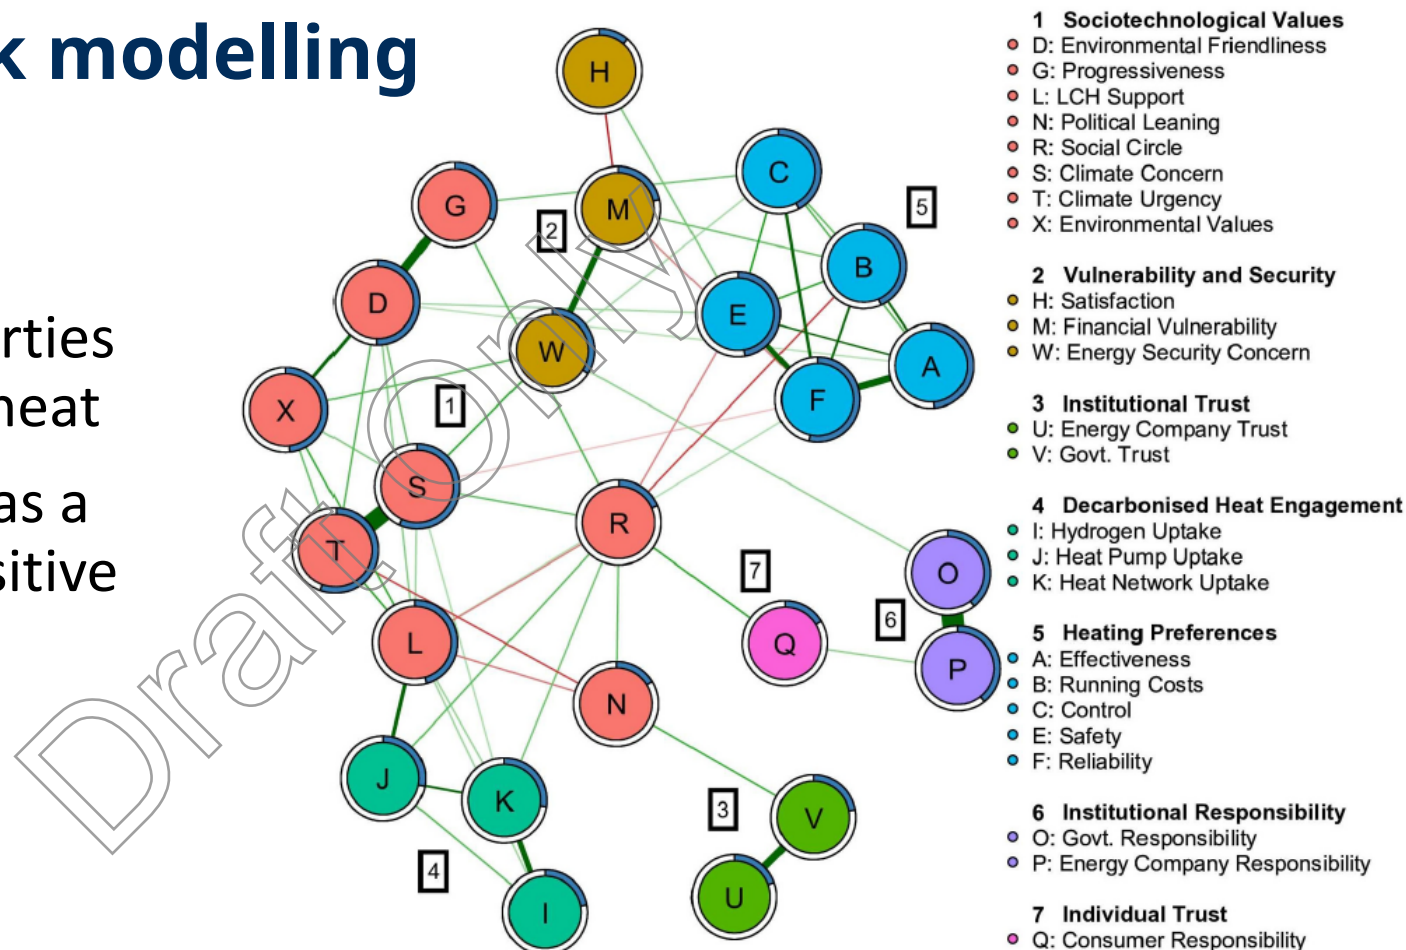 k modelling
rties
heat
as a
sitive
H
C
G
M
5
2
B
D
E
W
A
X
F
1
S
R
T
O
7
6
L
Q
P
N
J
K
V
3
4
U
I
Draft Only
1 Sociotechnological Values
D: Environmental Friendliness
G: Progressiveness
L: LCH Support
N: Political Leaning
R: Social Circle
S: Climate Concern
T: Climate Urgency
X: Environmental Values
2 Vulnerability and Security
H: Satisfaction
M: Financial Vulnerability
W: Energy Security Concern
3 Institutional Trust
U: Energy Company Trust
V: Govt. Trust
4 Decarbonised Heat Engagement
I: Hydrogen Uptake
J: Heat Pump Uptake
K: Heat Network Uptake
5 Heating Preferences
A: Effectiveness
B: Running Costs
C: Control
E: Safety
F: Reliability
6 Institutional Responsibility
O: Govt. Responsibility
P: Energy Company Responsibility
7 Individual Trust
Q: Consumer Responsibility